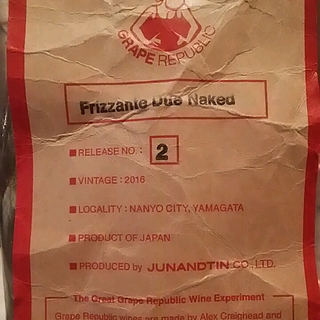 GRAPE REPUBLIC
Frizzante Due Naked
RELEASE NO.: 2
VINTAGE : 2016
LOCALITY : NANYO CITY, YAMAGATA
PRODUCT OF JAPAN
PRODUCED by JUNANDTIN CO., LTD.
The Great Grape Republic Wine Experiment
Grape Republic wines are made by Alex Craighead and